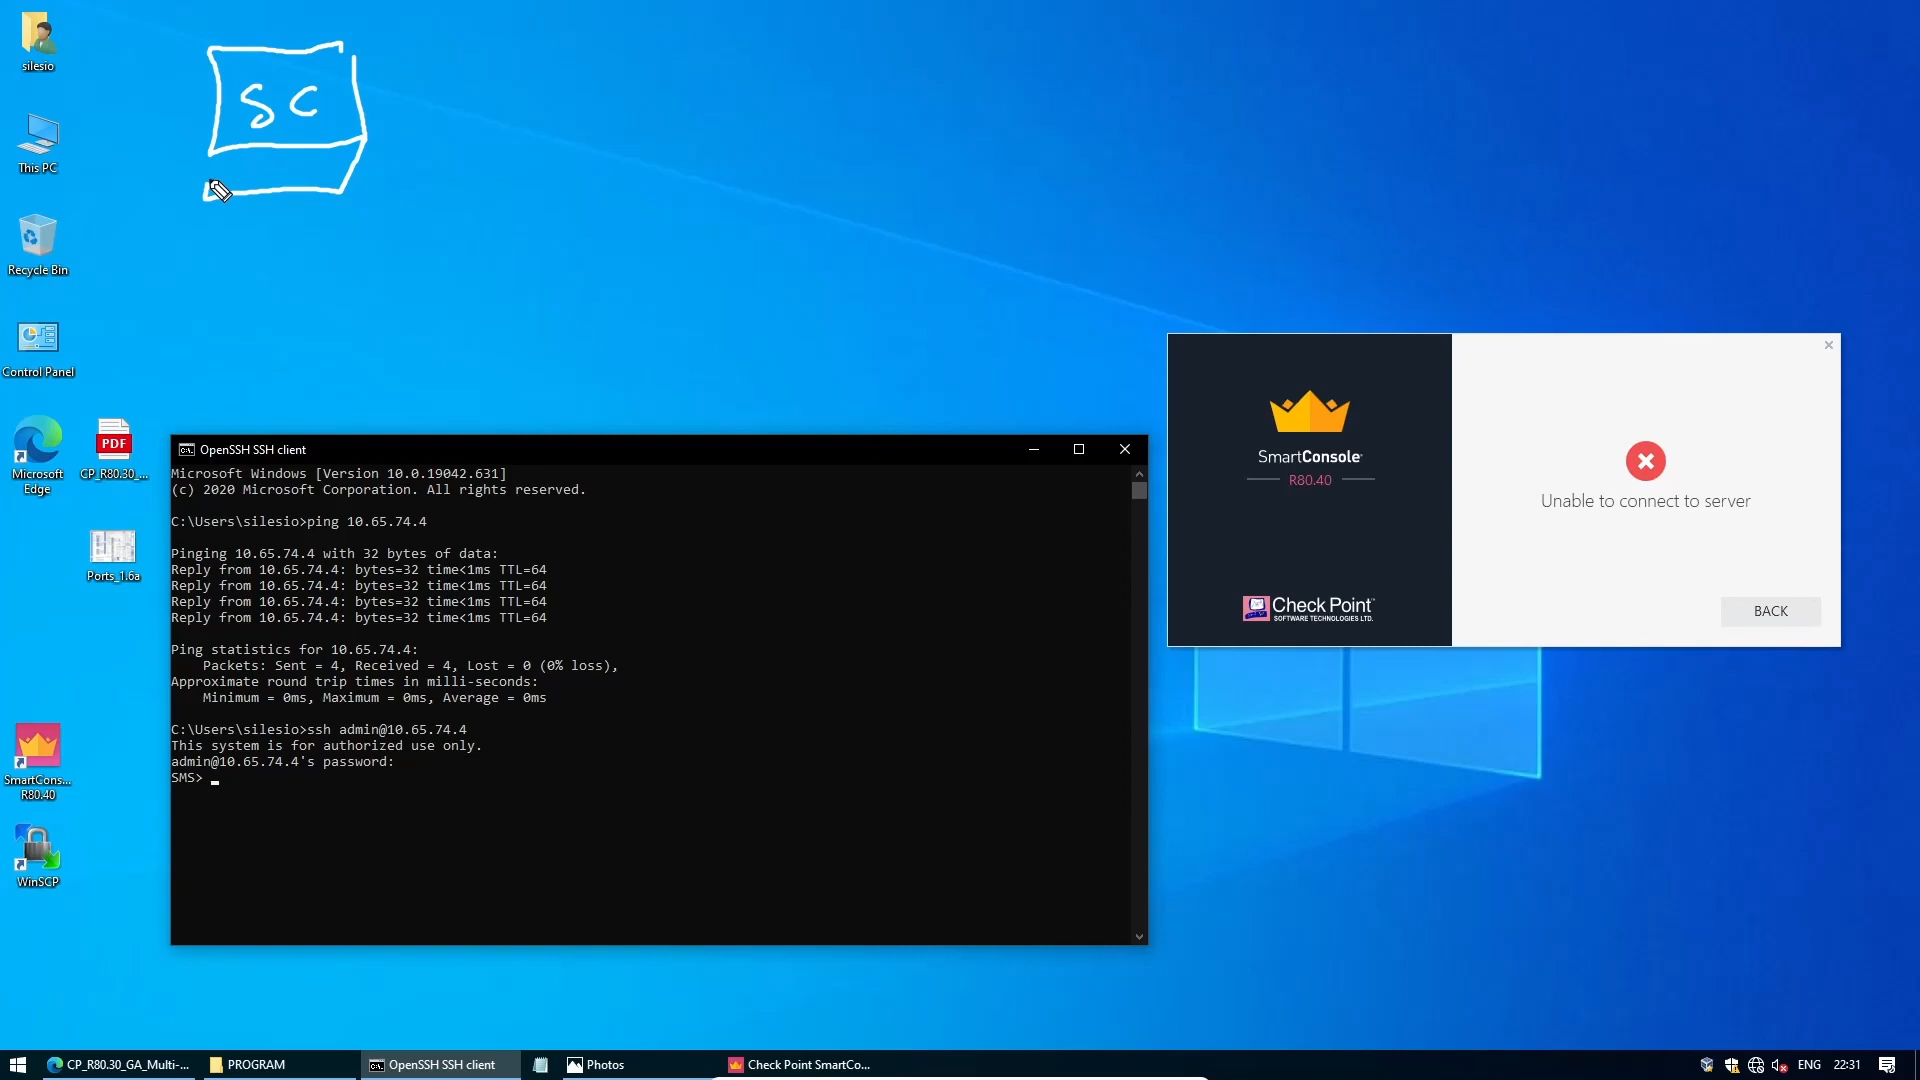 silesio
SC
This PC
Recycle Bin
Control Panel
Microsoft
Edge
PDF
CP_R80.30_...
Ports_1.6a
SmartCons...
R80.40
WinSCP
OpenSSH SSH client
Microsoft Windows [Version 10.0.19042.631]
(c) 2020 Microsoft Corporation. All rights reserved.
C:\Users\silesio>ping 10.65.74.4
Pinging 10.65.74.4 with 32 bytes of data:
Reply from 10.65.74.4: bytes=32 time<1ms TTL=64
Reply from 10.65.74.4: bytes=32 time<1ms TTL=64
Reply from 10.65.74.4: bytes=32 time<1ms TTL=64
Reply from 10.65.74.4: bytes=32 time<1ms TTL=64
Ping statistics for 10.65.74.4:
Packets: Sent = 4, Received = 4, Lost = 0 (0% loss),
Approximate round trip times in milli-seconds:
Minimum = 0ms, Maximum = 0ms, Average = 0ms
C:\Users\silesio>ssh admin@10.65.74.4
This system is for authorized use only.
admin@10.65.74.4's password:
SMS>
SmartConsole
R80.40
Check Point™
SOFTWARE TECHNOLOGIES LTD.
Unable to connect to server
BACK
CP_R80.30_GA_Multi-...
PROGRAM
OpenSSH SSH client
Photos
Check Point SmartCo...
ENG
22:31